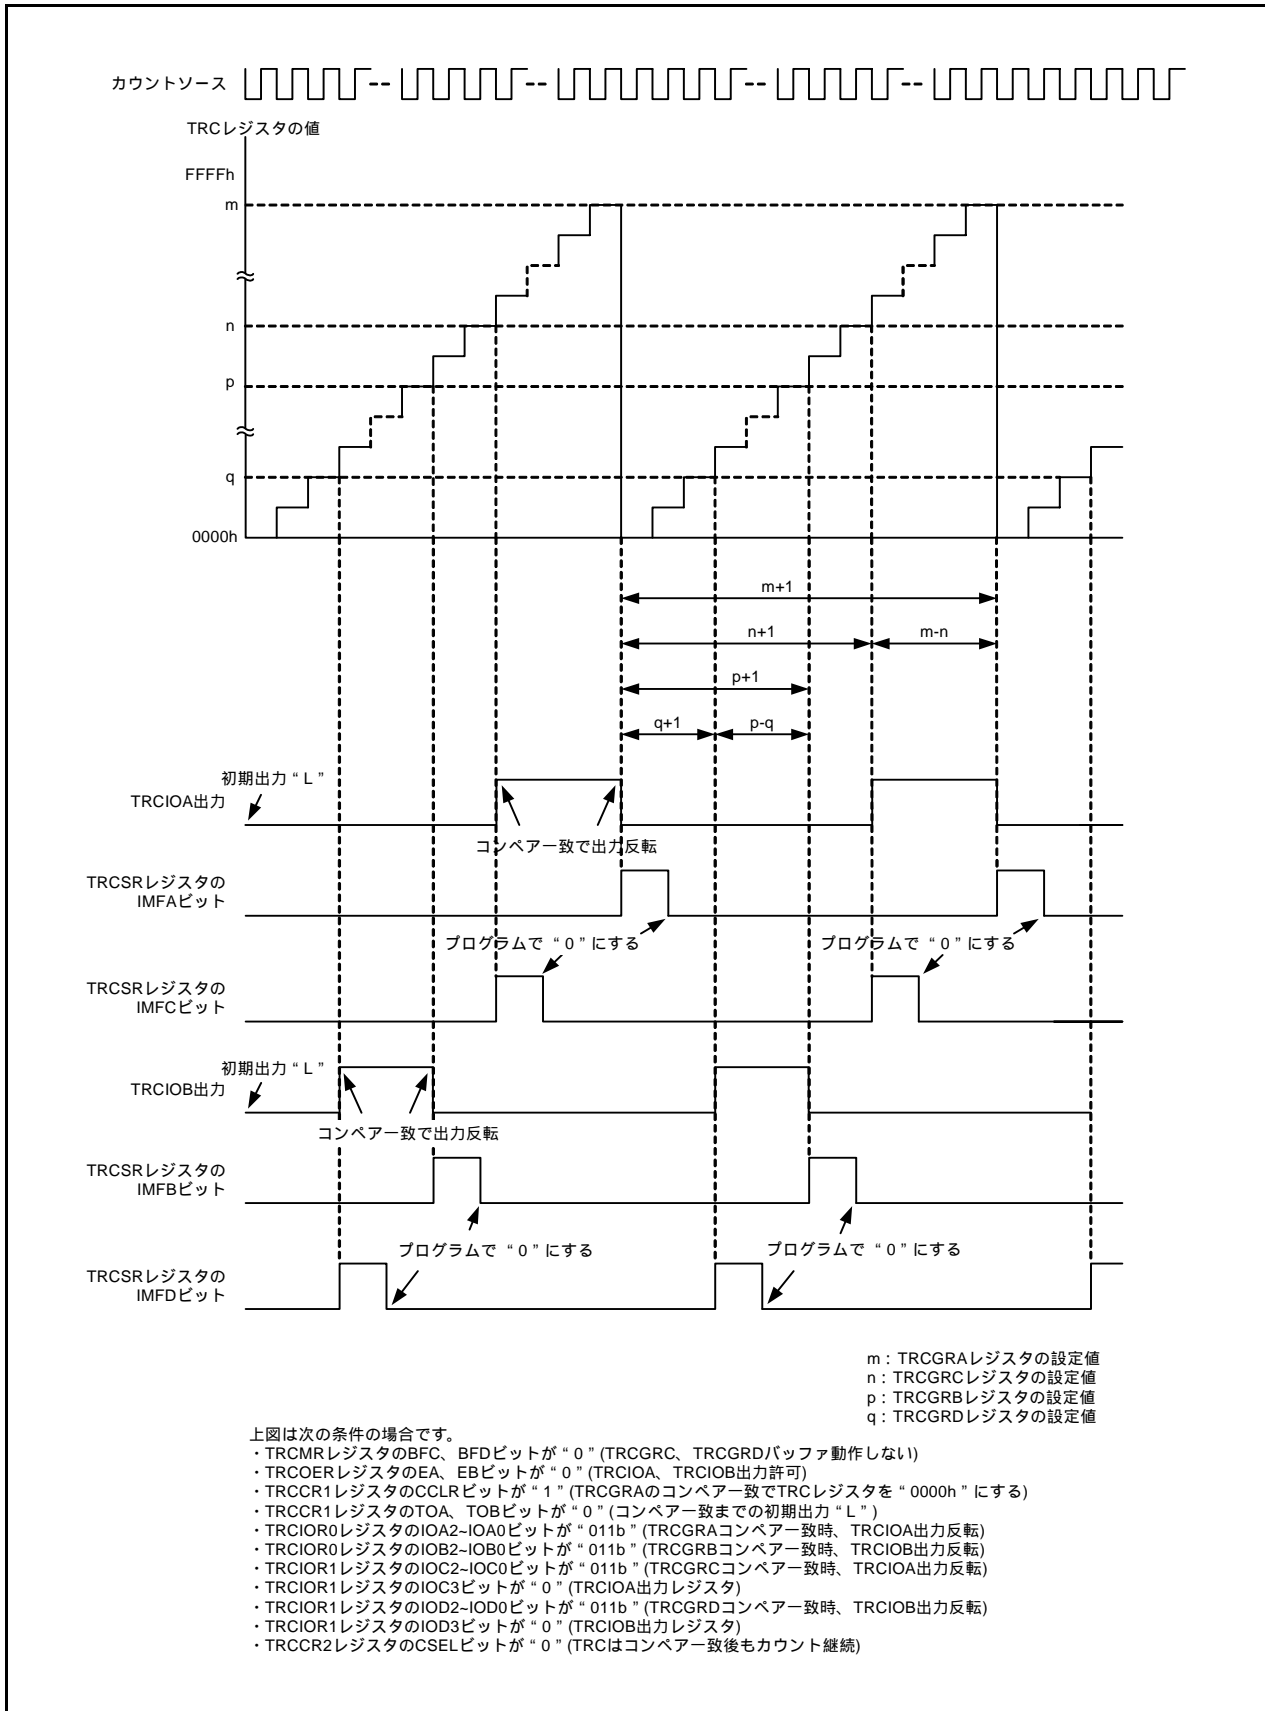 カウントソース
TRCレジスタの値
FFFFh
m
n
p
q
0000h
m+1
n+1
m-n
p+1
q+1
p-q
初期出力 “ L ”
TRCIOA出力
コンペア一致で出力反転
TRCSRレジスタの
IMFAビット
プログラムで “ 0 ” にする
プログラムで “ 0 ” にする
TRCSRレジスタの
IMFCビット
初期出力 “ L ”
TRCIOB出力
コンペア一致で出力反転
TRCSRレジスタの
IMFBビット
プログラムで “ 0 ” にする
プログラムで “ 0 ” にする
TRCSRレジスタの
IMFDビット
m : TRCGRAレジスタの設定値
n : TRCGRCレジスタの設定値
p : TRCGRBレジスタの設定値
q : TRCGRDレジスタの設定値
上図は次の条件の場合です。
・TRCMRレジスタのBFC、BFDビットが “ 0 ” (TRCGRC、TRCGRDバッファ動作しない)
・TRCOERレジスタのEA、EBビットが “ 0 ” (TRCIOA、TRCIOB出力許可)
・TRCCR1レジスタのCCLRビットが “ 1 ” (TRCGRAのコンペア一致でTRCレジスタを “ 0000h ” にする)
・TRCCR1レジスタのTOA、TOBビットが “ 0 ” (コンペア一致までの初期出力 “ L ” )
・TRCIOR0レジスタのIOA2~IOA0ビットが “ 011b ” (TRCGRAコンペア一致時、TRCIOA出力反転)
・TRCIOR0レジスタのIOB2~IOB0ビットが “ 011b ” (TRCGRBコンペア一致時、TRCIOB出力反転)
・TRCIOR1レジスタのIOC2~IOC0ビットが “ 011b ” (TRCGRCコンペア一致時、TRCIOA出力反転)
・TRCIOR1レジスタのIOC3ビットが “ 0 ” (TRCIOA出力レジスタ)
・TRCIOR1レジスタのIOD2~IOD0ビットが “ 011b ” (TRCGRDコンペア一致時、TRCIOB出力反転)
・TRCIOR1レジスタのIOD3ビットが “ 0 ” (TRCIOB出力レジスタ)
・TRCCR2レジスタのCSELビットが “ 0 ” (TRCはコンペア一致後もカウント継続)